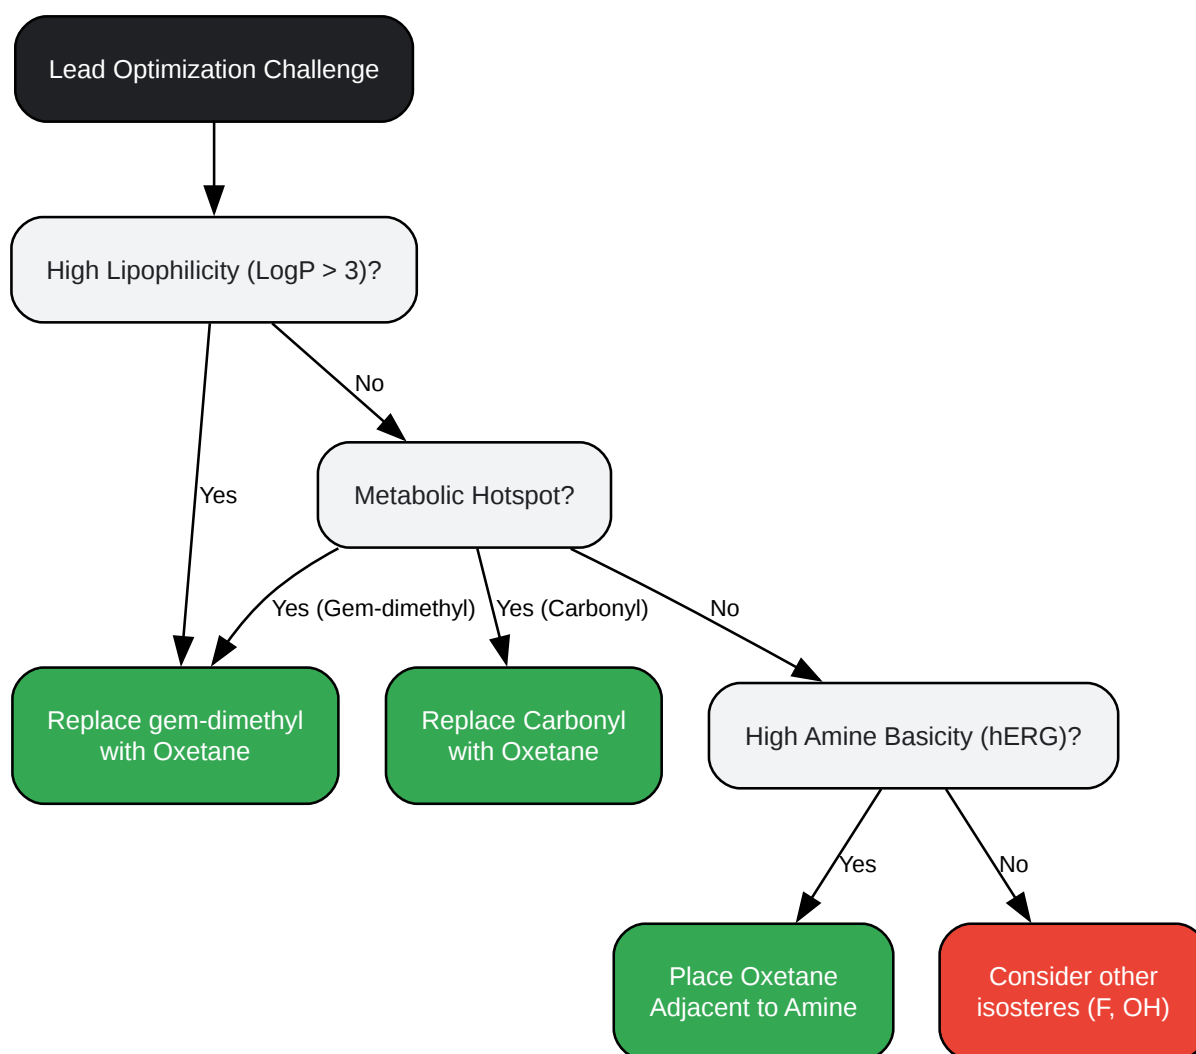 Lead Optimization Challenge
High Lipophilicity (LogP > 3)?
No
Metabolic Hotspot?
Yes
Yes (Gem-dimethyl)
Yes (Carbonyl)
No
Replace gem-dimethyl
with Oxetane
Replace Carbonyl
with Oxetane
High Amine Basicity (hERG)?
Yes
No
Place Oxetane
Adjacent to Amine
Consider other
isosteres (F, OH)